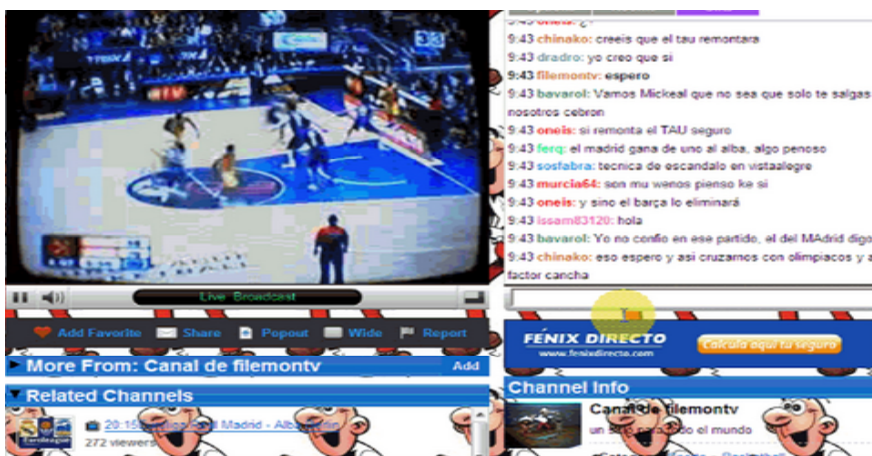 Live Broadcast
Add Favorite
Share
Popout
Wide
Report
More From: Canal de filemontv
Add
Related Channels
Euroleague
Madrid - Alba
272 viewers
9:43 oneis: ¿?
9:43 chinako: creeis que el tau remontara
9:43 dradro: yo creo que si
9:43 filemontv: espero
9:43 bavarol: Vamos Mickeal que no sea que solo te salgas
nosotros cebron
9:43 oneis: si remonta el TAU seguro
9:43 ferq: el madrid gana de uno al alba, algo penoso
9:43 sosfabra: tecnica de escandalo en vistaalegre
9:43 murcia64: son mu wenos pienso ke si
9:43 oneis: y sino el barça lo eliminará
9:43 issam83120: hola
9:43 bavarol: Yo no confio en ese partido, el del MAdrid digo
9:43 chinako: eso espero y asi cruzamos con olimpiacos y a
factor cancha
FÉNIX DIRECTO
www.fenixdirecto.com
Calcula aquí tu seguro
Channel Info
Canal de filemontv
el mundo